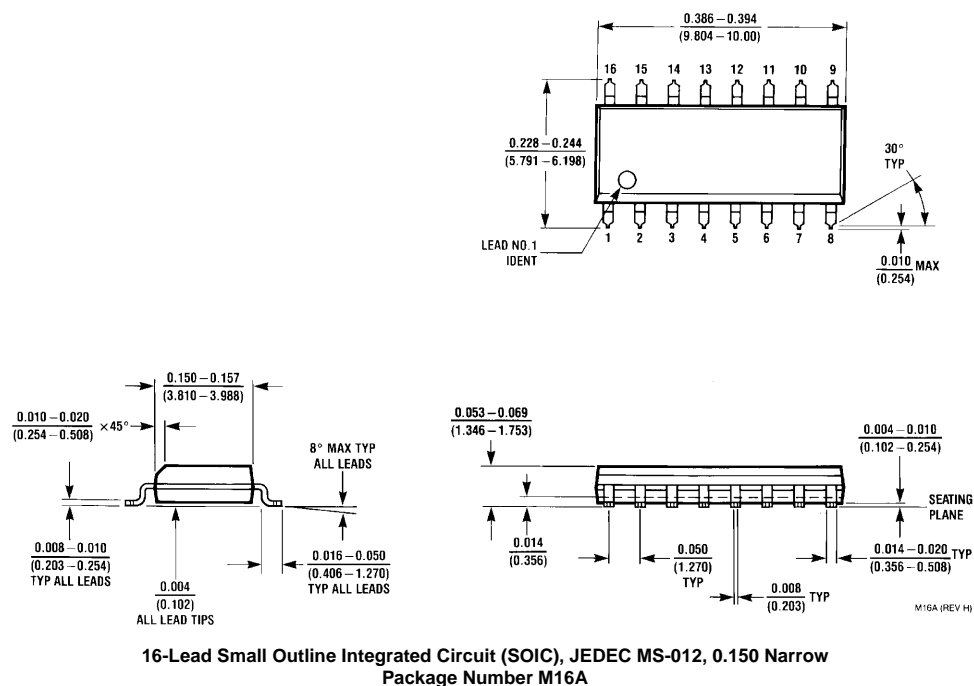 0.386 – 0.394
(9.804 – 10.00)
16 15 14 13 12 11 10 9
0.228 – 0.244
(5.791 – 6.198)
30°
TYP
LEAD NO.1
IDENT
1 2 3 4 5 6 7 8
0.010 MAX
(0.254)
0.150 – 0.157
(3.810 – 3.988)
0.010 – 0.020
(0.254 – 0.508) ×45°
8° MAX TYP
ALL LEADS
0.008 – 0.010
(0.203 – 0.254)
TYP ALL LEADS
0.004
(0.102)
ALL LEAD TIPS
0.016 – 0.050
(0.406 – 1.270)
TYP ALL LEADS
0.053 – 0.069
(1.346 – 1.753)
0.004 – 0.010
(0.102 – 0.254)
SEATING
PLANE
0.014
(0.356)
0.050
(1.270)
TYP
0.008
(0.203) TYP
0.014 – 0.020 TYP
(0.356 – 0.508)
M16A (REV H)
16-Lead Small Outline Integrated Circuit (SOIC), JEDEC MS-012, 0.150 Narrow
Package Number M16A